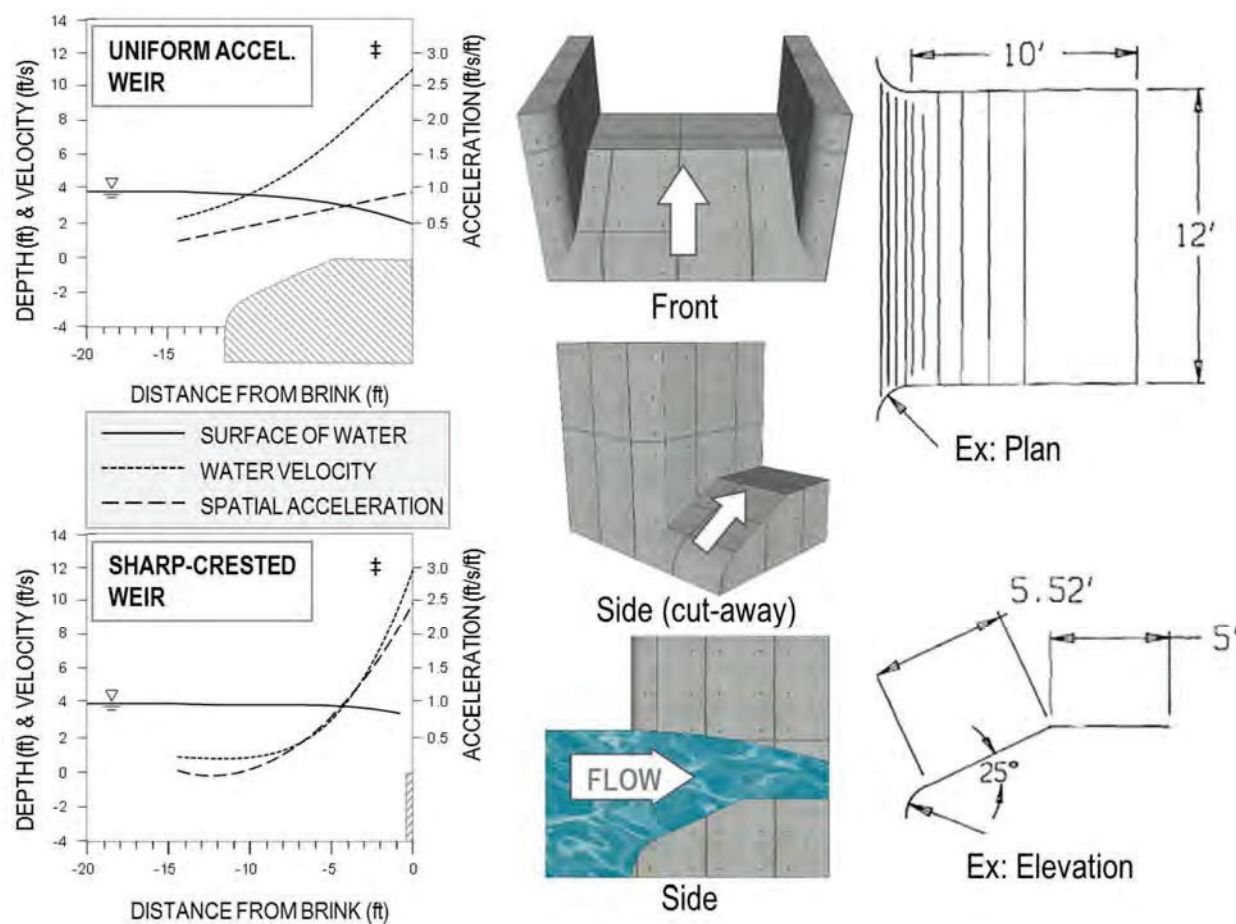 14
12
10
8
6
4
2
0
-2
-4
DEPTH (ft) & VELOCITY (ft/s)
UNIFORM ACCEL.
WEIR
‡
3.0
2.5
2.0
1.5
1.0
0.5
ACCELERATION (ft/s/ft)
-20
-15
DISTANCE FROM BRINK (ft)
SURFACE OF WATER
WATER VELOCITY
SPATIAL ACCELERATION
14
12
10
8
6
4
2
0
-2
-4
DEPTH (ft) & VELOCITY (ft/s)
SHARP-CRESTED
WEIR
‡
3.0
2.5
2.0
1.5
1.0
0.5
ACCELERATION (ft/s/ft)
-20
-15
-10
-5
0
DISTANCE FROM BRINK (ft)
Front
Side (cut-away)
FLOW
Side
10'
12'
Ex: Plan
5.52'
5'
25°
Ex: Elevation